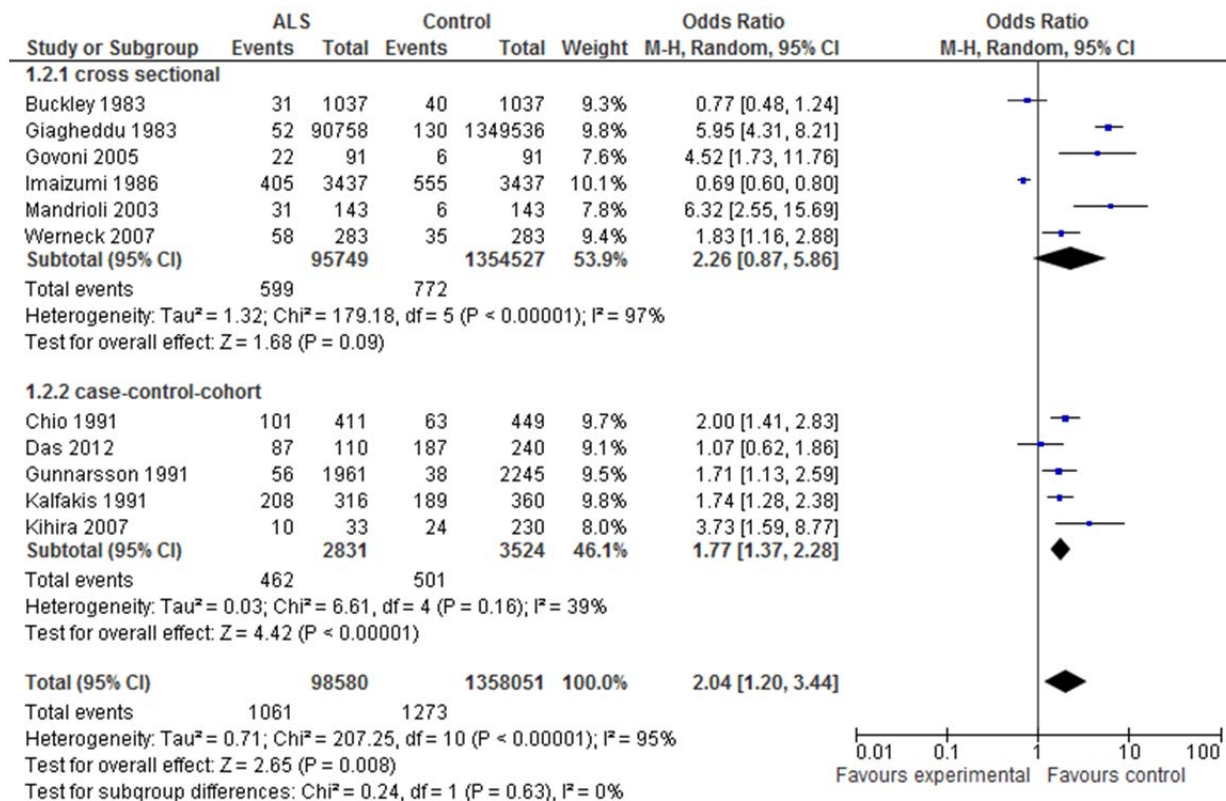 ALS Control Odds Ratio Odds Ratio
Study or Subgroup Events Total Events Total Weight M-H, Random, 95% CI M-H, Random, 95% CI
1.2.1 cross sectional
Buckley 1983 31 1037 40 1037 9.3% 0.77 [0.48, 1.24]
Giagheddu 1983 52 90758 130 1349536 9.8% 5.95 [4.31, 8.21]
Govoni 2005 22 91 6 91 7.6% 4.52 [1.73, 11.76]
Imaizumi 1986 405 3437 555 3437 10.1% 0.69 [0.60, 0.80]
Mandrioli 2003 31 143 6 143 7.8% 6.32 [2.55, 15.69]
Werneck 2007 58 283 35 283 9.4% 1.83 [1.16, 2.88]
Subtotal (95% CI) 95749 1354527 53.9% 2.26 [0.87, 5.86]
Total events 599 772
Heterogeneity: Tau² = 1.32; Chi² = 179.18, df = 5 (P < 0.00001); I² = 97%
Test for overall effect: Z = 1.68 (P = 0.09)
1.2.2 case-control-cohort
Chio 1991 101 411 63 449 9.7% 2.00 [1.41, 2.83]
Das 2012 87 110 187 240 9.1% 1.07 [0.62, 1.86]
Gunnarsson 1991 56 1961 38 2245 9.5% 1.71 [1.13, 2.59]
Kalfakis 1991 208 316 189 360 9.8% 1.74 [1.28, 2.38]
Kihira 2007 10 33 24 230 8.0% 3.73 [1.59, 8.77]
Subtotal (95% CI) 2831 3524 46.1% 1.77 [1.37, 2.28]
Total events 462 501
Heterogeneity: Tau² = 0.03; Chi² = 6.61, df = 4 (P = 0.16); I² = 39%
Test for overall effect: Z = 4.42 (P < 0.00001)
Total (95% CI) 98580 1358051 100.0% 2.04 [1.20, 3.44]
Total events 1061 1273
Heterogeneity: Tau² = 0.71; Chi² = 207.25, df = 10 (P < 0.00001); I² = 95%
Test for overall effect: Z = 2.65 (P = 0.008)
Test for subgroup differences: Chi² = 0.24, df = 1 (P = 0.63), I² = 0%
0.01 0.1 1 10 100
Favours experimental Favours control